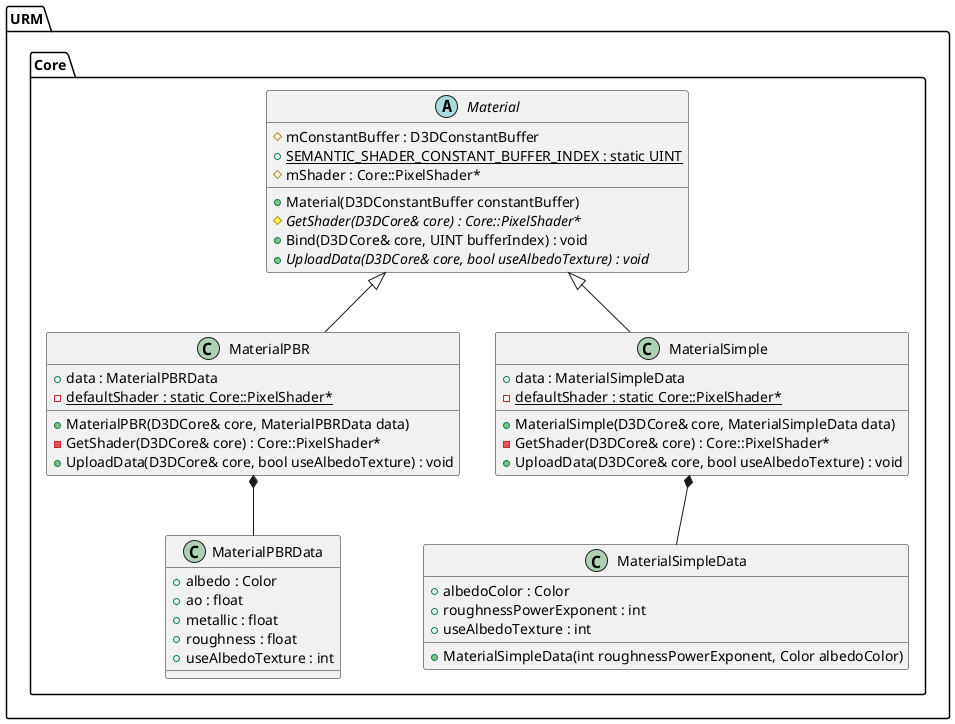 URM
Core
A Material
mConstantBuffer : D3DConstantBuffer
SEMANTIC_SHADER_CONSTANT_BUFFER_INDEX : static UINT
mShader : Core::PixelShader*
Material(D3DConstantBuffer constantBuffer)
GetShader(D3DCore& core) : Core::PixelShader*
Bind(D3DCore& core, UINT bufferIndex) : void
UploadData(D3DCore& core, bool useAlbedoTexture) : void
C MaterialPBR
data : MaterialPBRData
defaultShader : static Core::PixelShader*
MaterialPBR(D3DCore& core, MaterialPBRData data)
GetShader(D3DCore& core) : Core::PixelShader*
UploadData(D3DCore& core, bool useAlbedoTexture) : void
C MaterialSimple
data : MaterialSimpleData
defaultShader : static Core::PixelShader*
MaterialSimple(D3DCore& core, MaterialSimpleData data)
GetShader(D3DCore& core) : Core::PixelShader*
UploadData(D3DCore& core, bool useAlbedoTexture) : void
C MaterialPBRData
albedo : Color
ao : float
metallic : float
roughness : float
useAlbedoTexture : int
C MaterialSimpleData
albedoColor : Color
roughnessPowerExponent : int
useAlbedoTexture : int
MaterialSimpleData(int roughnessPowerExponent, Color albedoColor)